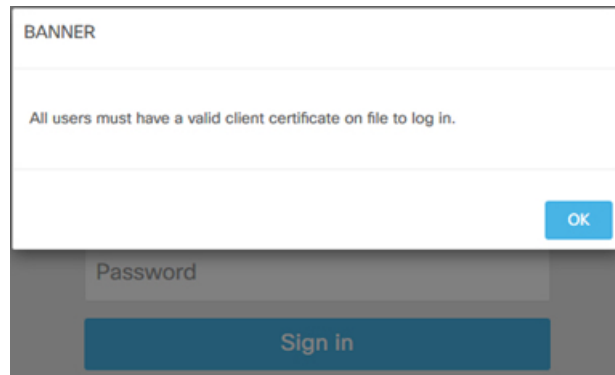 BANNER
All users must have a valid client certificate on file to log in.
OK
Password
Sign in